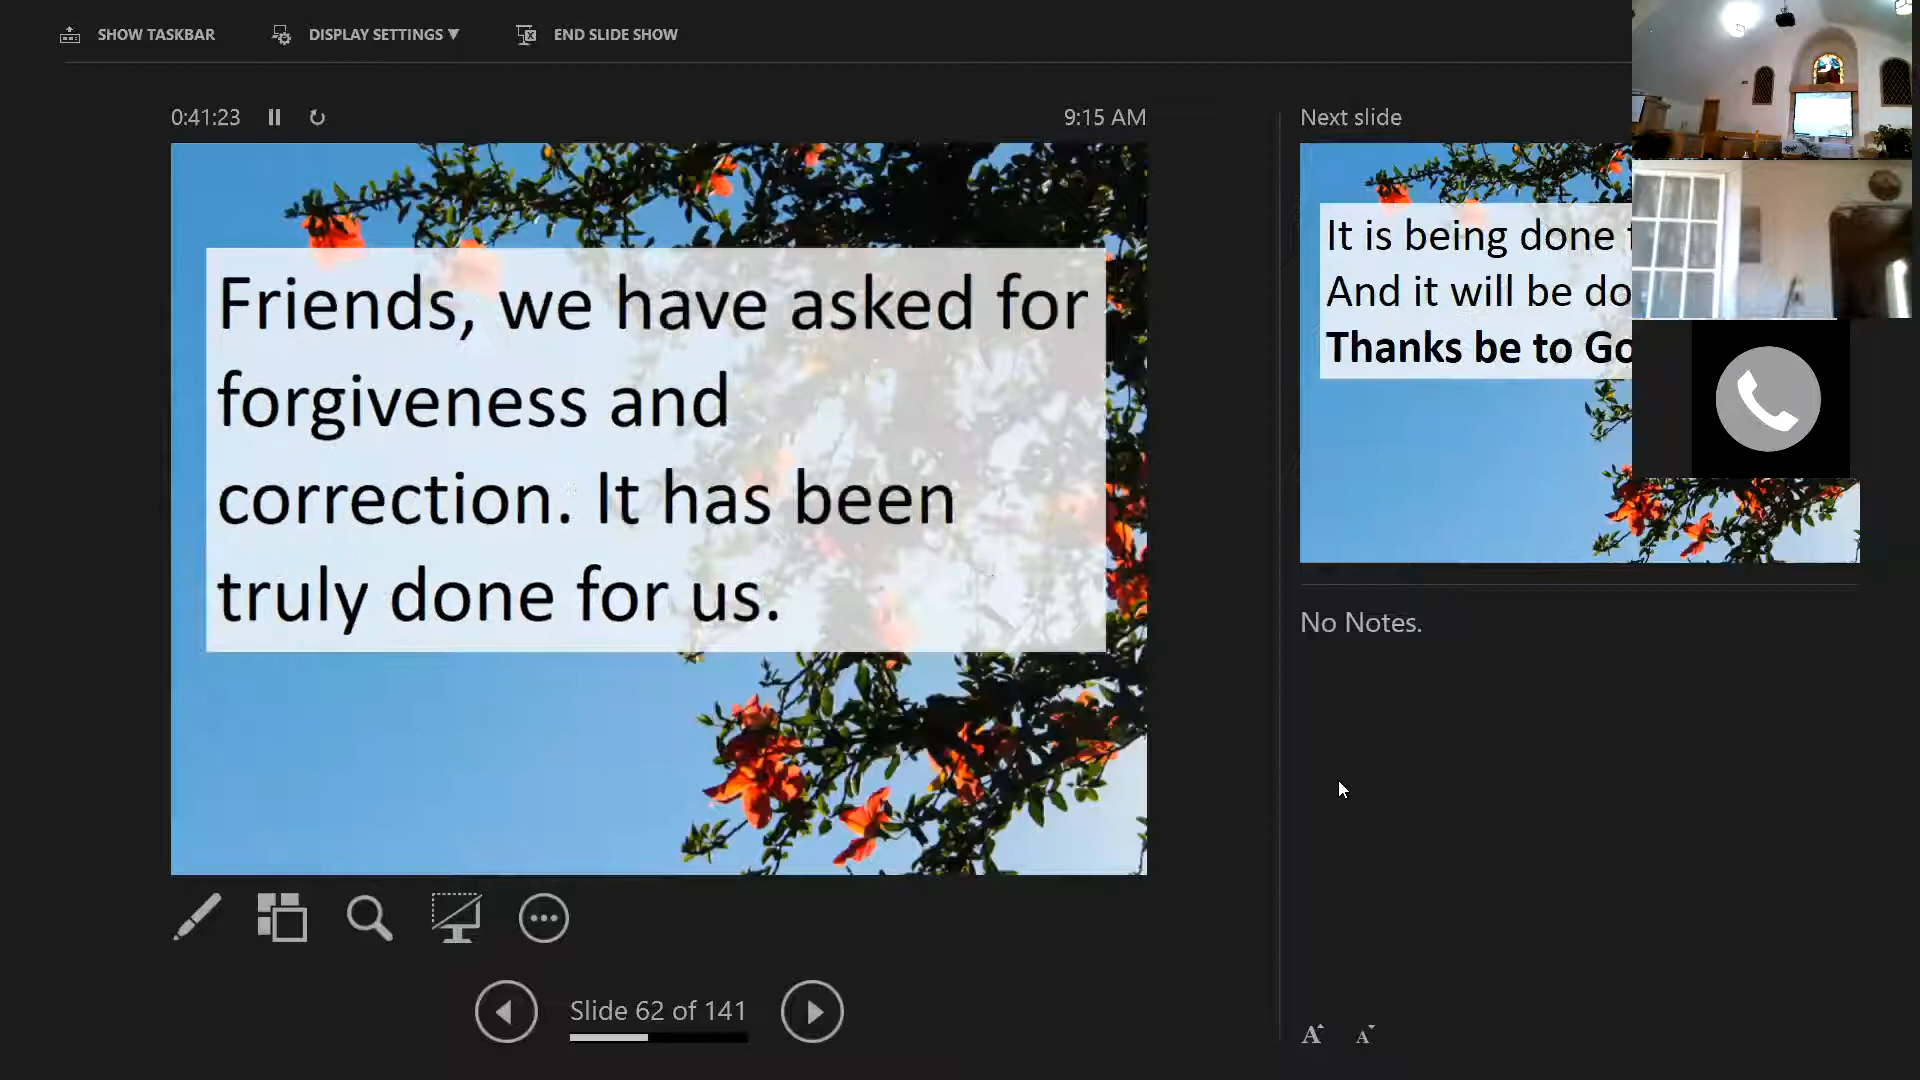 SHOW TASKBAR
DISPLAY SETTINGS ▼
END SLIDE SHOW
0:41:23
9:15 AM
Friends, we have asked for
forgiveness and
correction. It has been
truly done for us.
Slide 62 of 141
Next slide
It is being done
And it will be
Thanks be to
No Notes.
A A